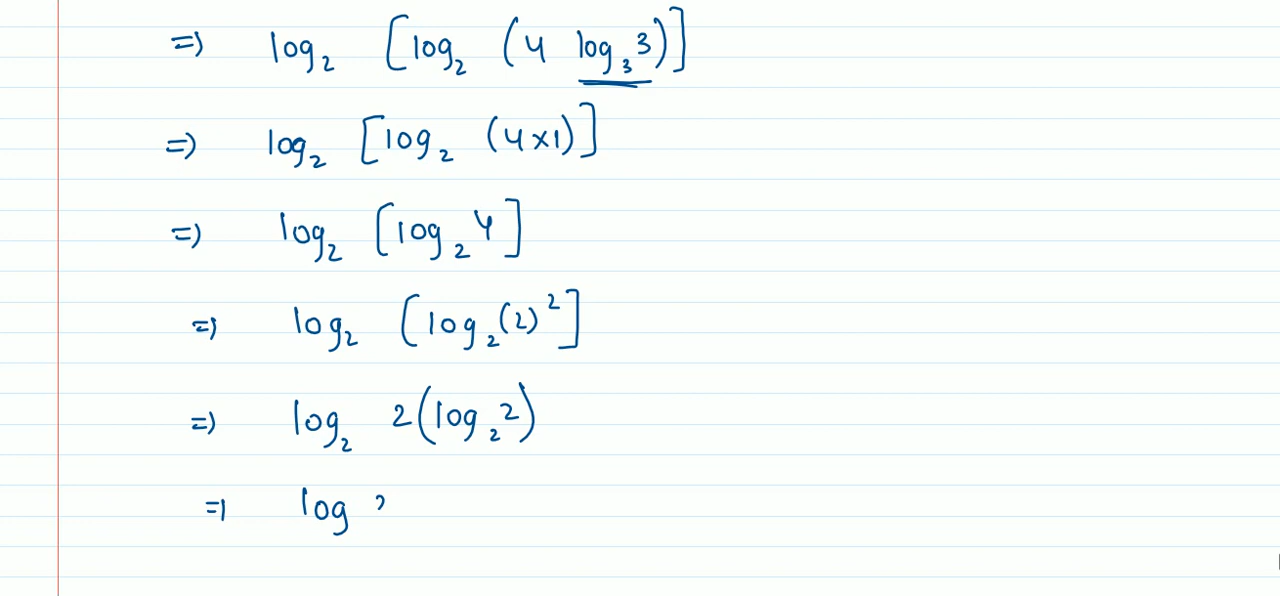 => log₂ [log₂ (4 log₃3)]
=> log₂ [log₂ (4×1)]
=> log₂ [log₂4]
=> log₂ [log₂(2)²]
=> log₂ 2(log₂2)
=> log